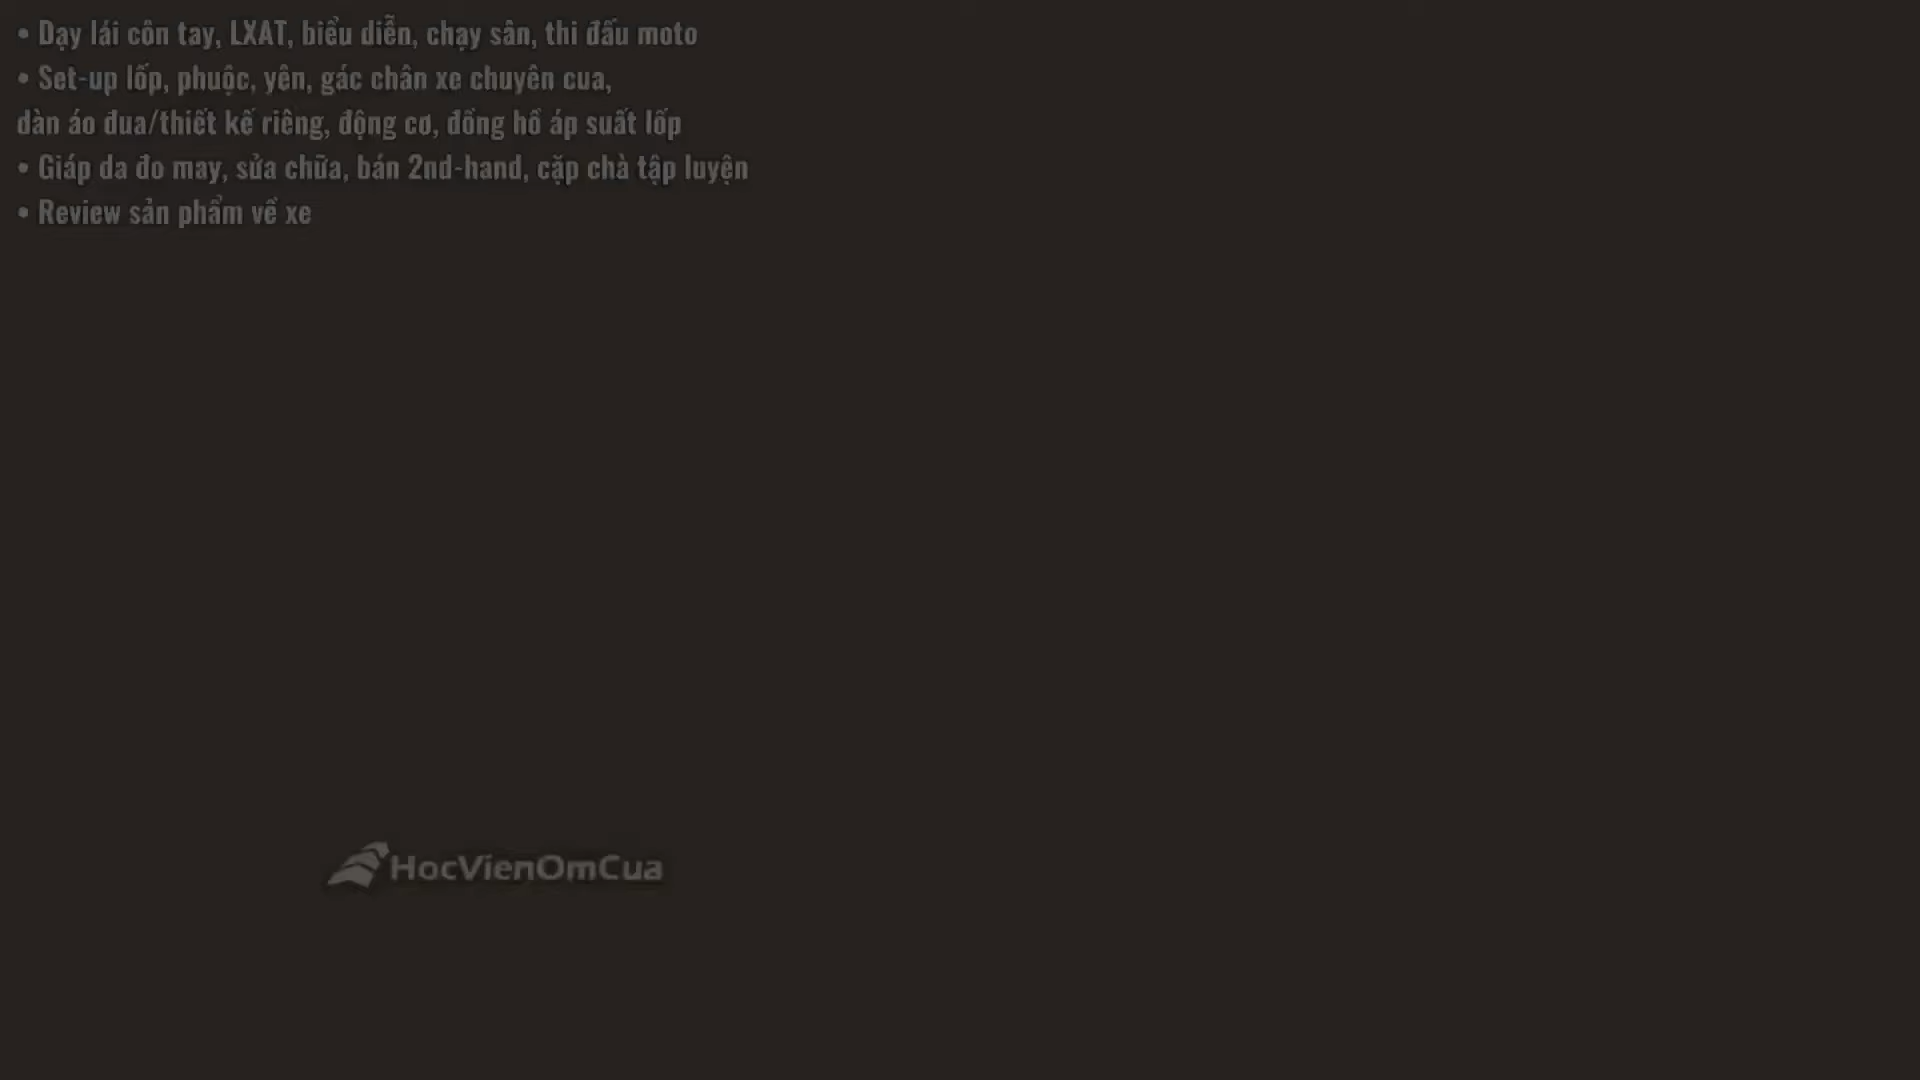 • Dạy lái côn tay, LXAT, biểu diễn, chạy sân, thi đấu moto
• Set-up lốp, phuộc, yên, gác chân xe chuyên cua,
dàn áo đua/thiết kế riêng, động cơ, đồng hồ áp suất lốp
• Giáp da đo may, sửa chữa, bán 2nd-hand, cặp chà tập luyện
• Review sản phẩm về xe
HocVienOmCua